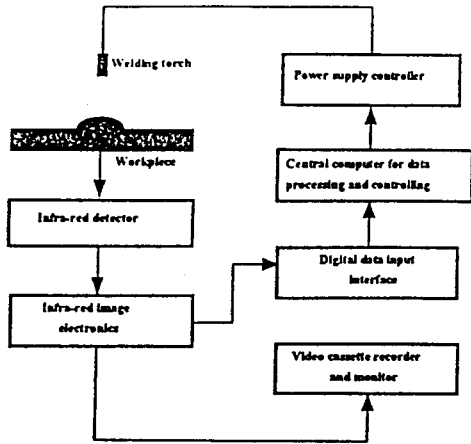 Welding torch
Power supply controller
Workpiece
Central computer for data
processing and controlling
Infra-red detector
Digital data input
interface
Infra-red image
electronics
Video cassette recorder
and monitor